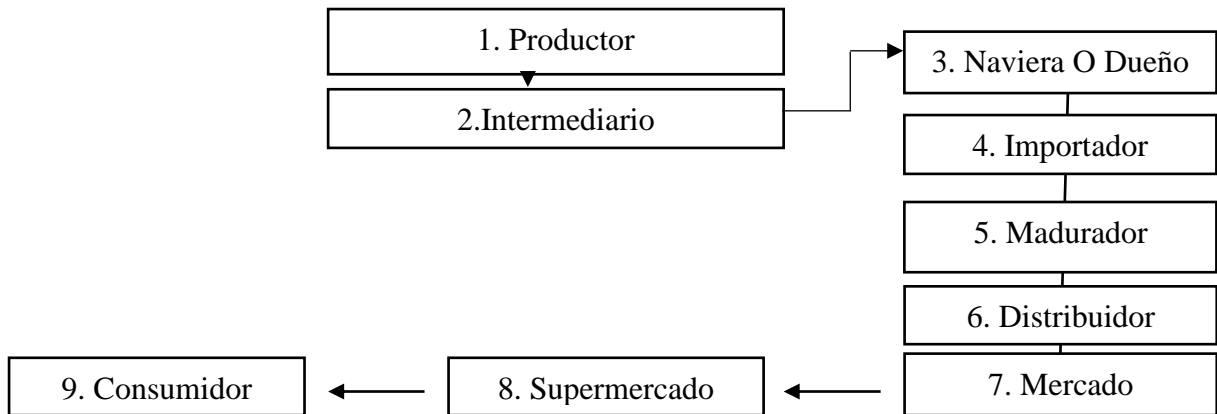 1. Productor
2.Intermediario
3. Naviera O Dueño
4. Importador
5. Madurador
6. Distribuidor
7. Mercado
8. Supermercado
9. Consumidor